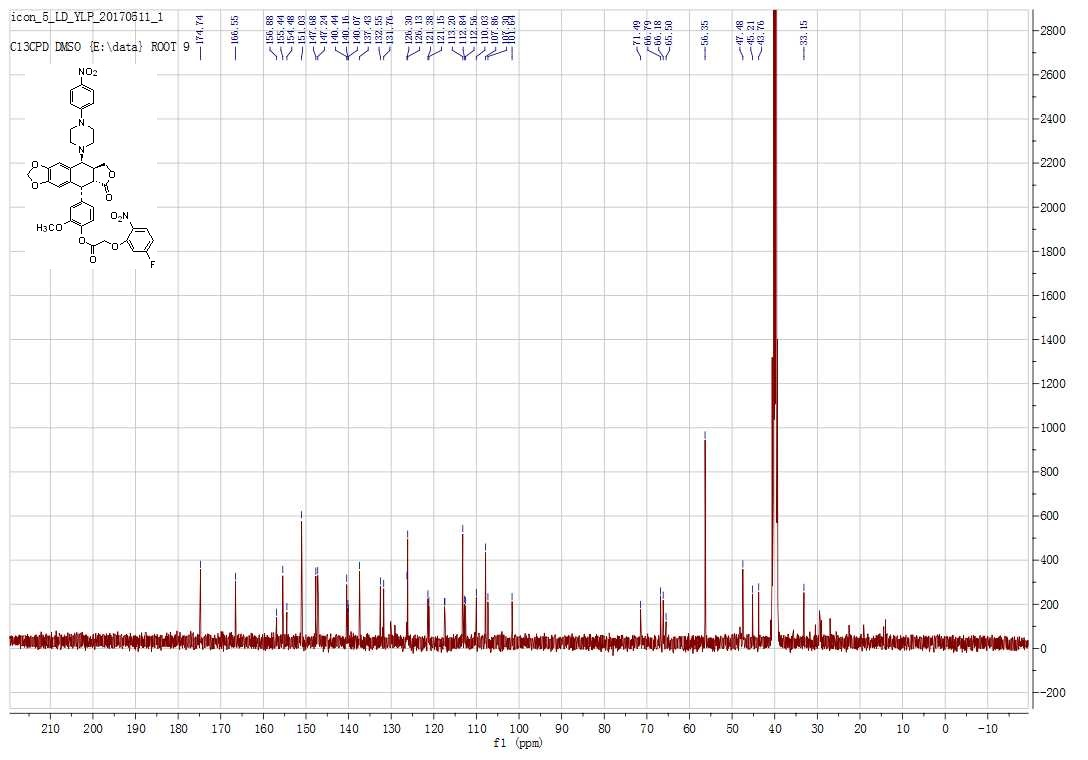 icon_5_LD_YLP_20170511_1
C13CPD DMSO {E:\data} ROOT 9
174.74
166.55
156.88
155.44
154.48
151.03
147.68
147.24
140.44
140.16
140.07
137.43
132.55
131.76
126.30
126.13
121.38
121.15
113.20
112.84
112.56
110.03
107.86
107.30
101.64
71.49
66.79
66.18
65.50
56.35
47.48
45.21
43.76
33.15
NO2
N
N
O
O
O
O
H3CO
O2N
O
O
O
F
2800
2600
2400
2200
2000
1800
1600
1400
1200
1000
800
600
400
200
0
-200
210 200 190 180 170 160 150 140 130 120 110 100 90 80 70 60 50 40 30 20 10 0 -10
f1 (ppm)